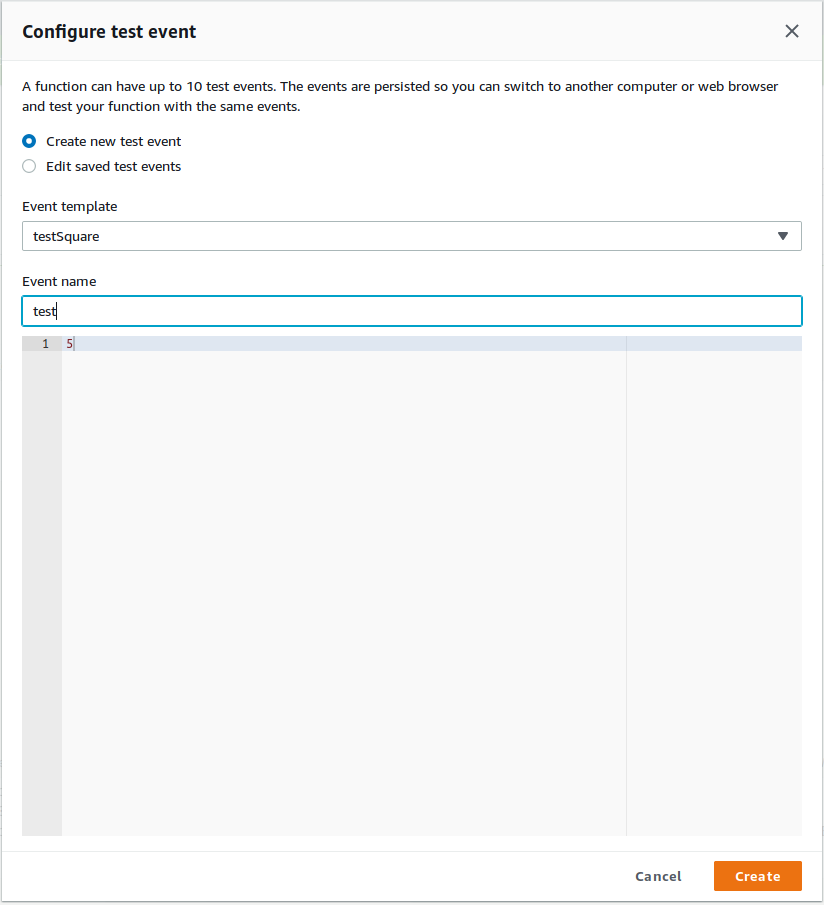 Configure test event
A function can have up to 10 test events. The events are persisted so you can switch to another computer or web browser
and test your function with the same events.
Create new test event
Edit saved test events
Event template
testSquare
Event name
test
1 5
Cancel Create